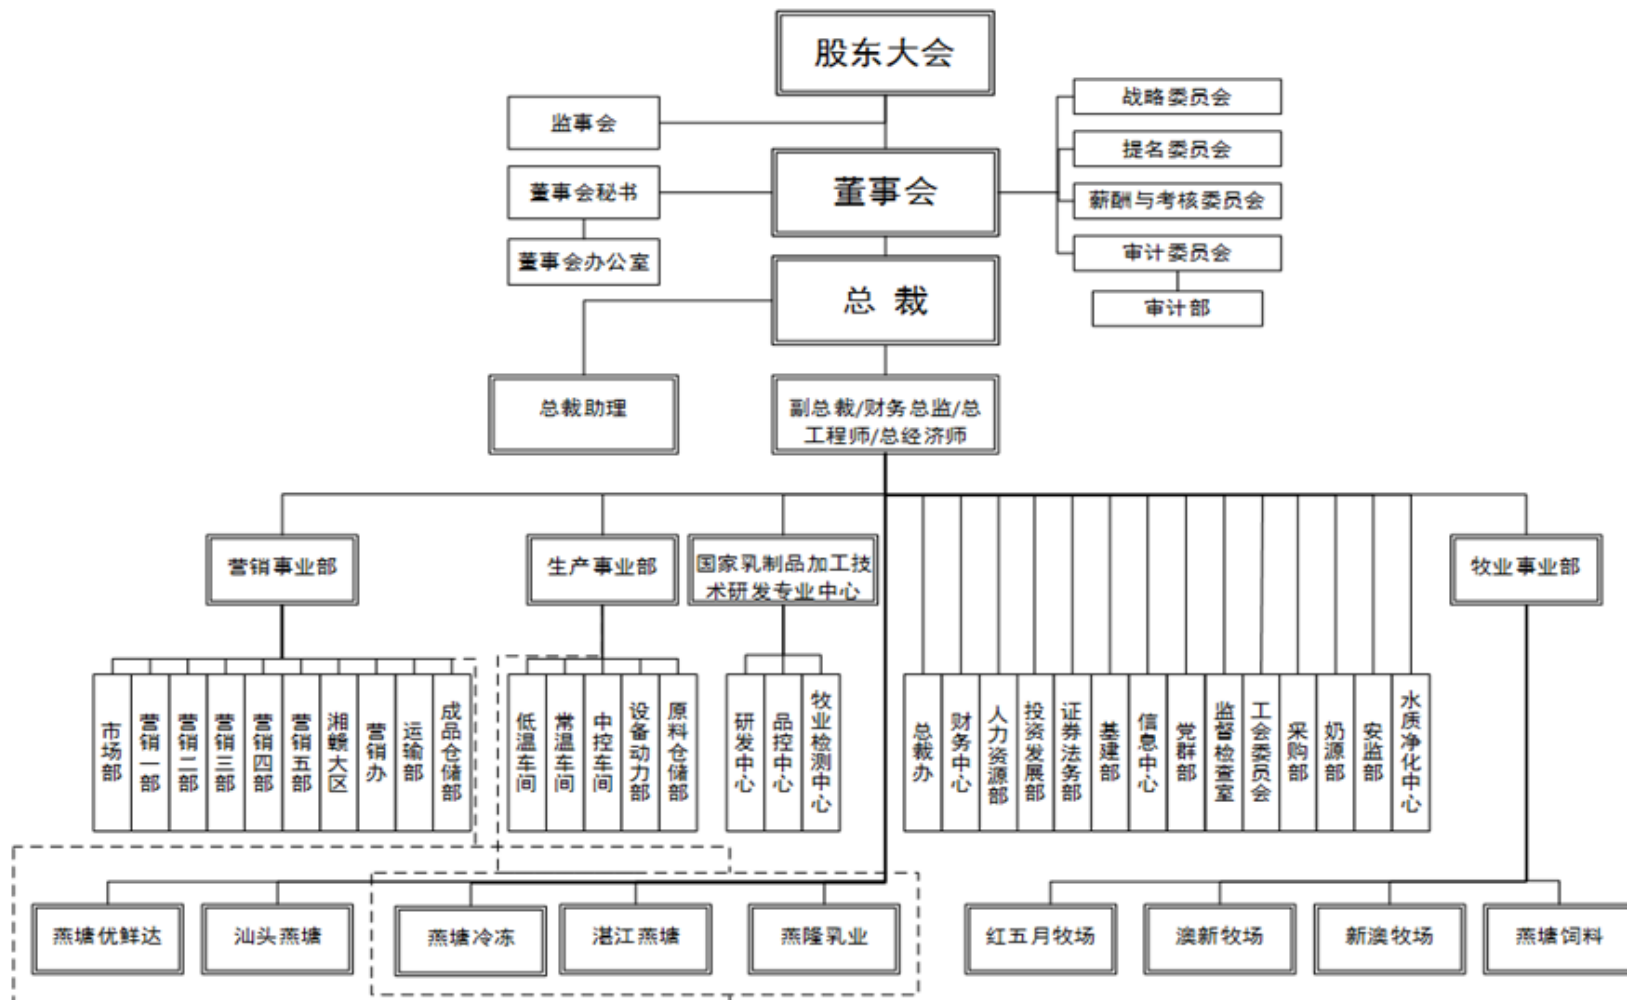 股东大会
监事会
战略委员会
提名委员会
董事会秘书
董事会
薪酬与考核委员会
董事会办公室
审计委员会
总 裁
审计部
总裁助理
副总裁/财务总监/总
工程师/总经济师
营销事业部
生产事业部
国家乳制品加工技
术研发专业中心
牧业事业部
市场部
营销一部
营销二部
营销三部
营销四部
营销五部
湘赣大区
营销办
运输部
成品仓储部
低温车间
常温车间
中控车间
设备动力部
原料仓储部
研发中心
品控中心
牧业检测中心
总裁办
财务中心
人力资源部
投资发展部
证券法务部
基建部
信息中心
党群部
监督检查室
工会委员会
采购部
奶源部
安监部
水质净化中心
燕塘优鲜达
汕头燕塘
燕塘冷冻
湛江燕塘
燕隆乳业
红五月牧场
澳新牧场
新澳牧场
燕塘饲料